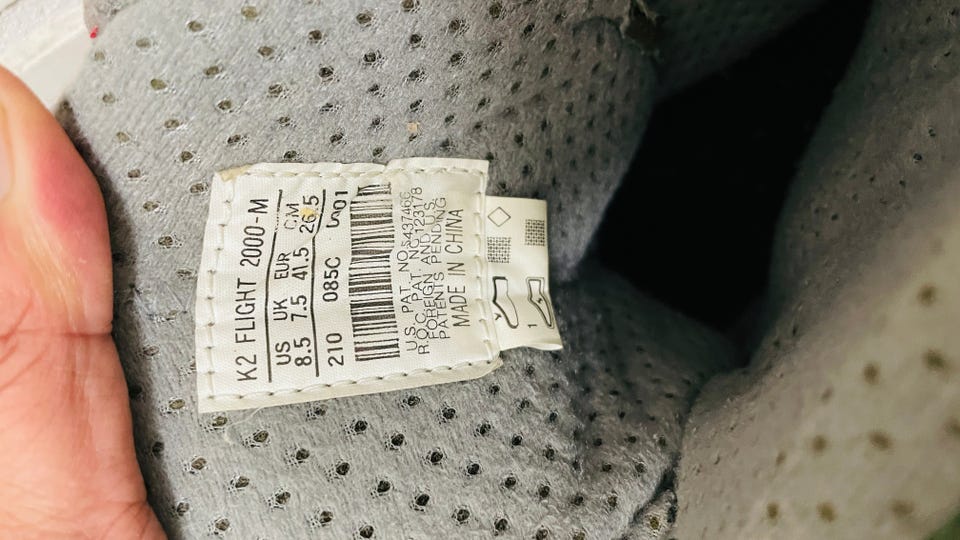 K2 FLIGHT 2000-M
US UK EUR CM
8.5 7.5 41.5 26.5
210 085C
U.S. PAT. NO.5437466
R.O.C. PAT. NO.123178
FOREIGN AND U.S.
PATENTS PENDING
MADE IN CHINA